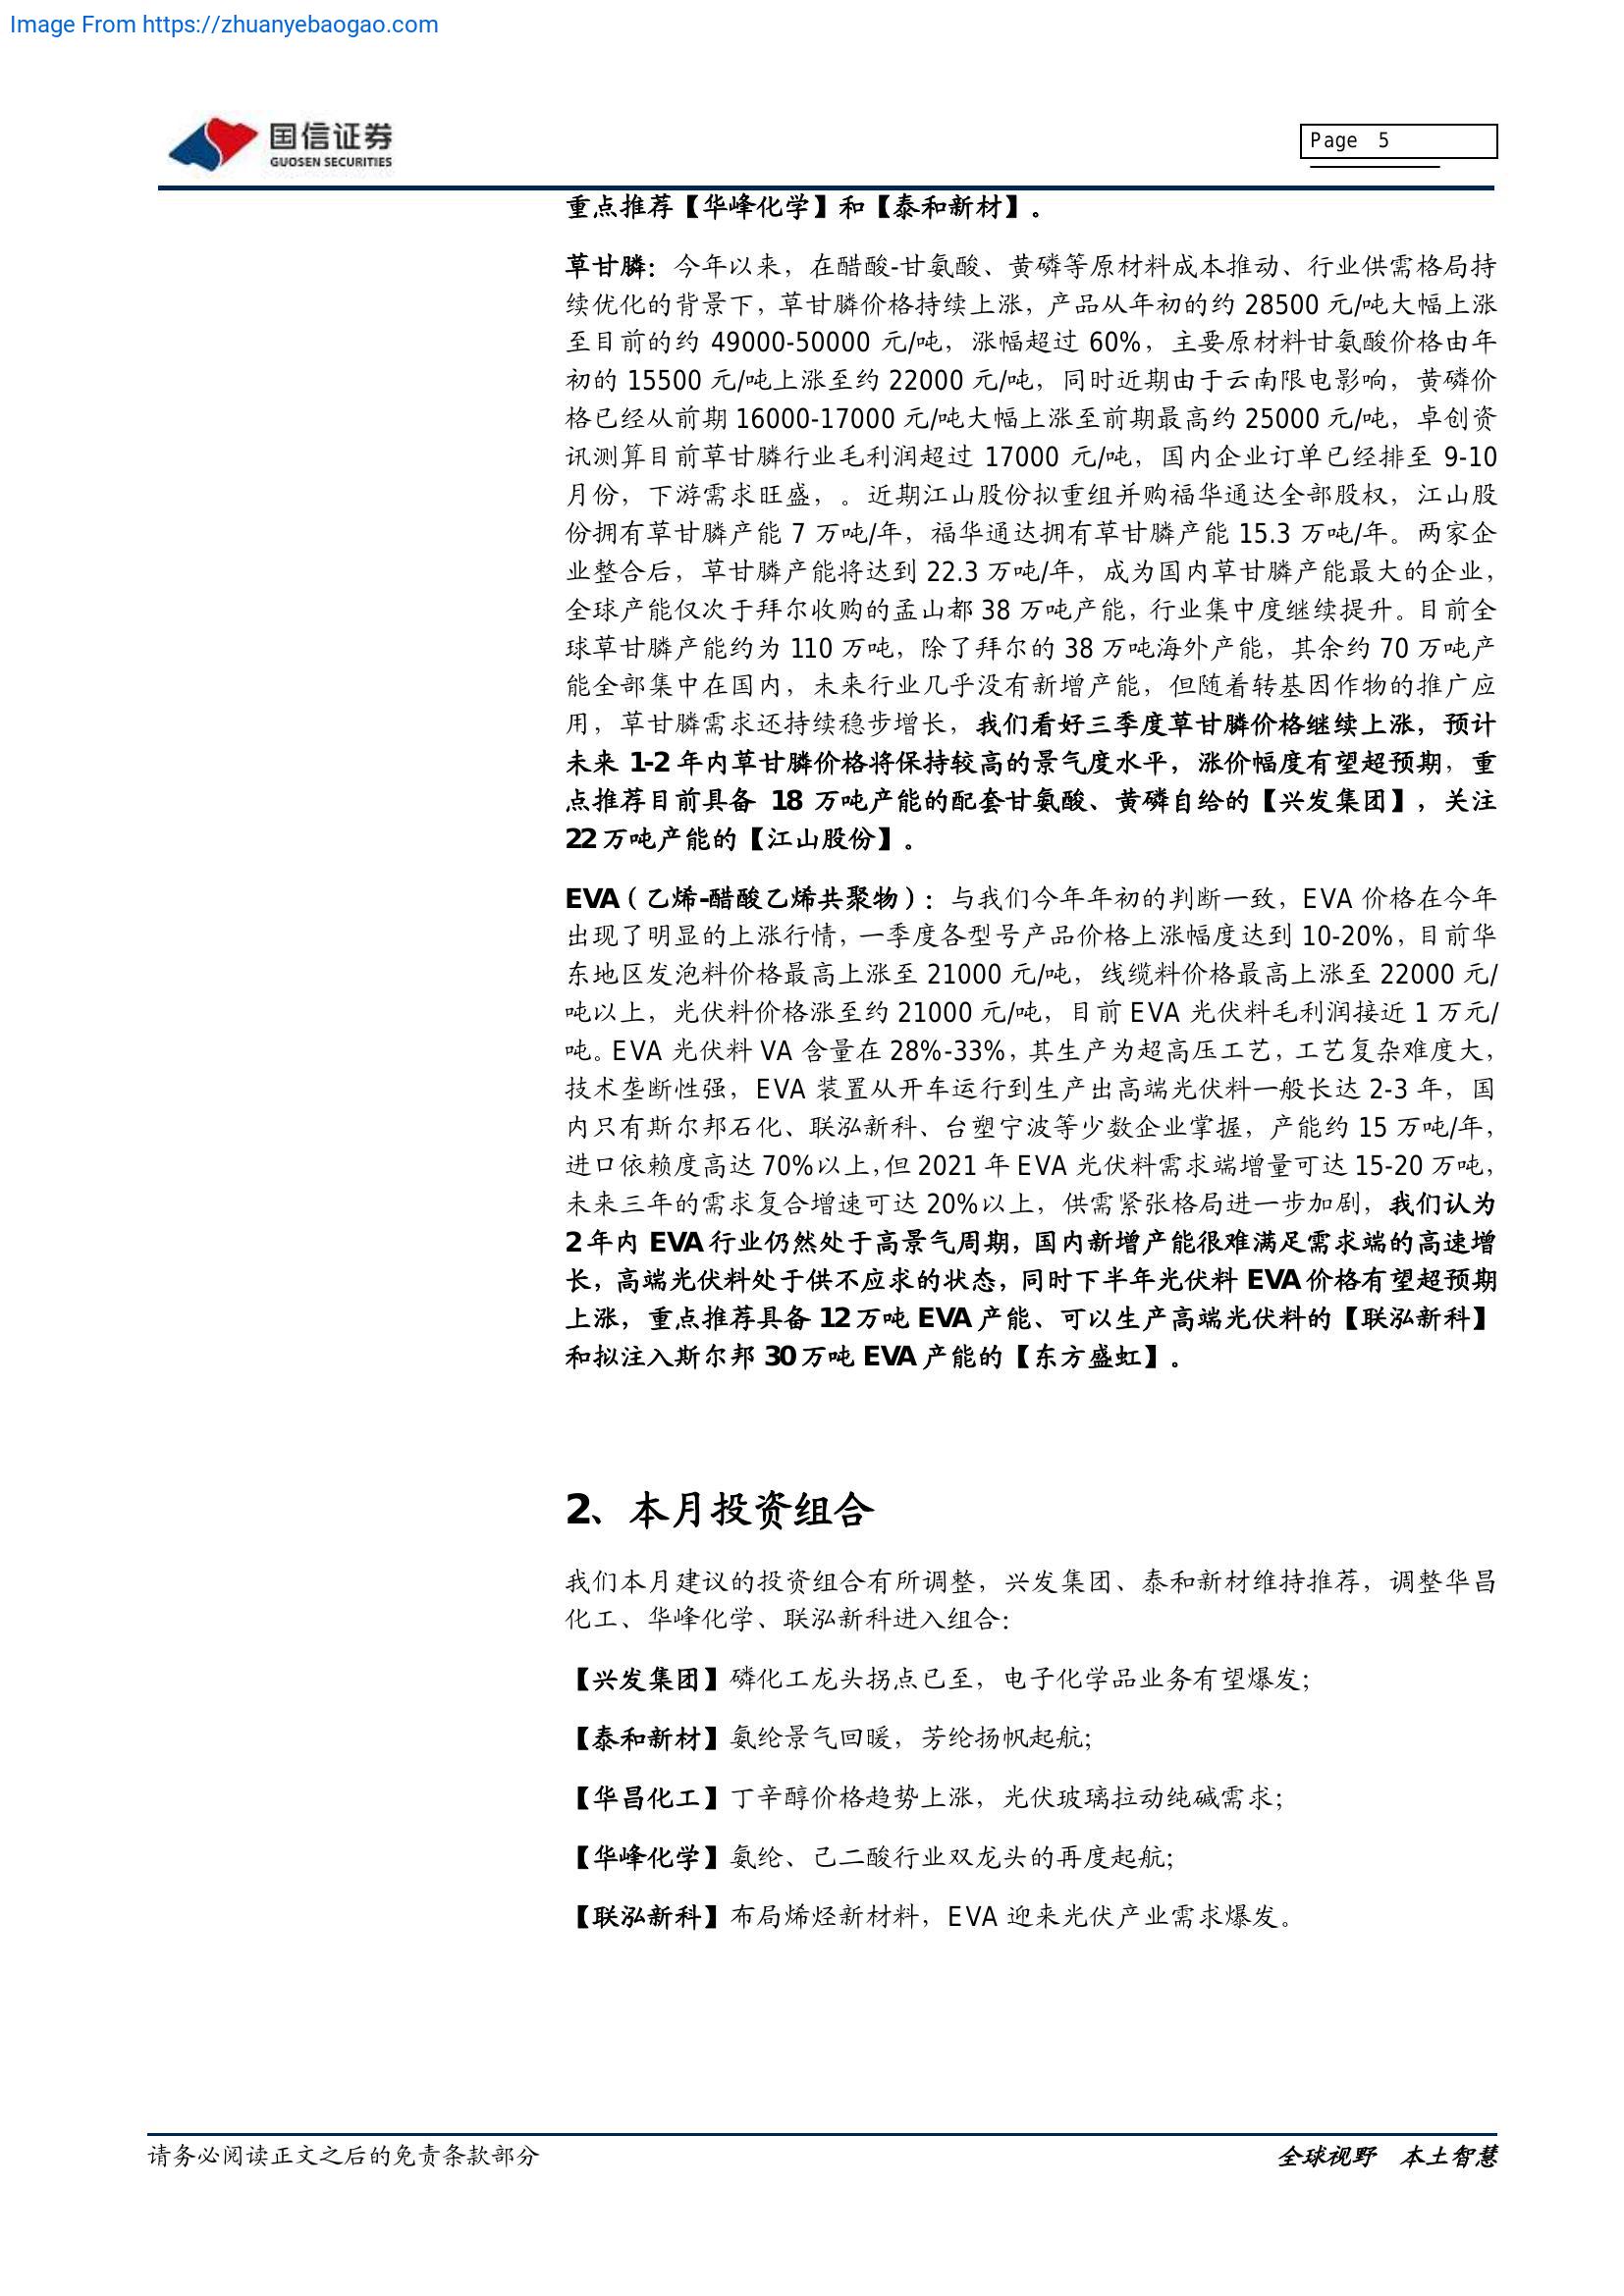 Image From https://zhuanyebaogao.com
国信证券
GUOSEN SECURITIES
Page 5
重点推荐【华峰化学】和【泰和新材】。
草甘膦：今年以来，在醋酸-甘氨酸、黄磷等原材料成本推动、行业供需格局持
续优化的背景下，草甘膦价格持续上涨，产品从年初的约 28500 元/吨大幅上涨
至目前的约 49000-50000 元/吨，涨幅超过 60%，主要原材料甘氨酸价格由年
初的 15500 元/吨上涨至约 22000 元/吨，同时近期由于云南限电影响，黄磷价
格已经从前期 16000-17000 元/吨大幅上涨至前期最高约 25000 元/吨，卓创资
讯测算目前草甘膦行业毛利润超过 17000 元/吨，国内企业订单已经排至 9-10
月份，下游需求旺盛，。近期江山股份拟重组并购福华通达全部股权，江山股
份拥有草甘膦产能 7 万吨/年，福华通达拥有草甘膦产能 15.3 万吨/年。两家企
业整合后，草甘膦产能将达到 22.3 万吨/年，成为国内草甘膦产能最大的企业，
全球产能仅次于拜尔收购的孟山都 38 万吨产能，行业集中度继续提升。目前全
球草甘膦产能约为 110 万吨，除了拜尔的 38 万吨海外产能，其余约 70 万吨产
能全部集中在国内，未来行业几乎没有新增产能，但随着转基因作物的推广应
用，草甘膦需求还持续稳步增长，我们看好三季度草甘膦价格继续上涨，预计
未来 1-2 年内草甘膦价格将保持较高的景气度水平，涨价幅度有望超预期，重
点推荐目前具备 18 万吨产能的配套甘氨酸、黄磷自给的【兴发集团】，关注
22 万吨产能的【江山股份】。
EVA（乙烯-醋酸乙烯共聚物）：与我们今年年初的判断一致，EVA 价格在今年
出现了明显的上涨行情，一季度各型号产品价格上涨幅度达到 10-20%，目前华
东地区发泡料价格最高上涨至 21000 元/吨，线缆料价格最高上涨至 22000 元/
吨以上，光伏料价格涨至约 21000 元/吨，目前 EVA 光伏料毛利润接近 1 万元/
吨。EVA 光伏料 VA 含量在 28%-33%，其生产为超高压工艺，工艺复杂难度大，
技术垄断性强，EVA 装置从开车运行到生产出高端光伏料一般长达 2-3 年，国
内只有斯尔邦石化、联泓新科、台塑宁波等少数企业掌握，产能约 15 万吨/年，
进口依赖度高达 70%以上，但 2021 年 EVA 光伏料需求端增量可达 15-20 万吨，
未来三年的需求复合增速可达 20%以上，供需紧张格局进一步加剧，我们认为
2 年内 EVA 行业仍然处于高景气周期，国内新增产能很难满足需求端的高速增
长，高端光伏料处于供不应求的状态，同时下半年光伏料 EVA 价格有望超预期
上涨，重点推荐具备 12 万吨 EVA 产能、可以生产高端光伏料的【联泓新科】
和拟注入斯尔邦 30 万吨 EVA 产能的【东方盛虹】。
2、本月投资组合
我们本月建议的投资组合有所调整，兴发集团、泰和新材维持推荐，调整华昌
化工、华峰化学、联泓新科进入组合：
【兴发集团】磷化工龙头拐点已至，电子化学品业务有望爆发；
【泰和新材】氨纶景气回暖，芳纶扬帆起航；
【华昌化工】丁辛醇价格趋势上涨，光伏玻璃拉动纯碱需求；
【华峰化学】氨纶、己二酸行业双龙头的再度起航；
【联泓新科】布局烯烃新材料，EVA 迎来光伏产业需求爆发。
请务必阅读正文之后的免责条款部分
全球视野 本土智慧